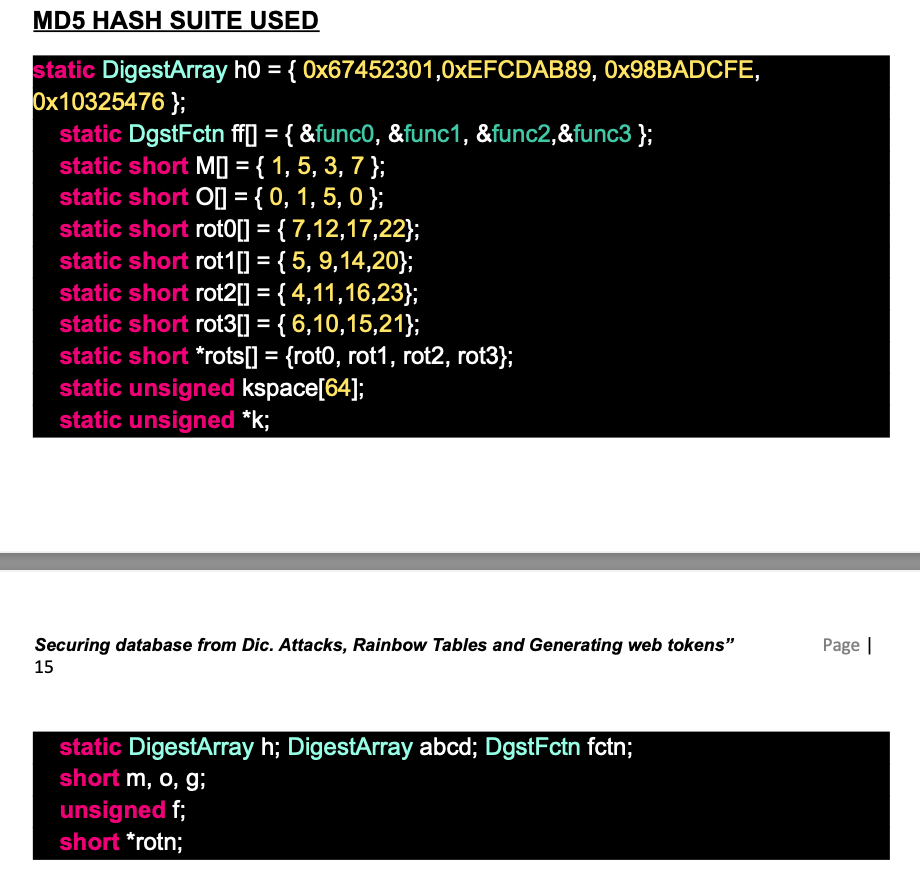 MD5 HASH SUITE USED
static DigestArray h0 = { 0x67452301,0xEFCDAB89, 0x98BADCFE,
0x10325476 };
static DgstFctn ff[] = { &func0, &func1, &func2,&func3 };
static short M[] = { 1, 5, 3, 7 };
static short O[] = { 0, 1, 5, 0 };
static short rot0[] = { 7,12,17,22};
static short rot1[] = { 5, 9,14,20};
static short rot2[] = { 4,11,16,23};
static short rot3[] = { 6,10,15,21};
static short *rots[] = {rot0, rot1, rot2, rot3};
static unsigned kspace[64];
static unsigned *k;
Securing database from Dic. Attacks, Rainbow Tables and Generating web tokens” Page |
15
static DigestArray h; DigestArray abcd; DgstFctn fctn;
short m, o, g;
unsigned f;
short *rotn;